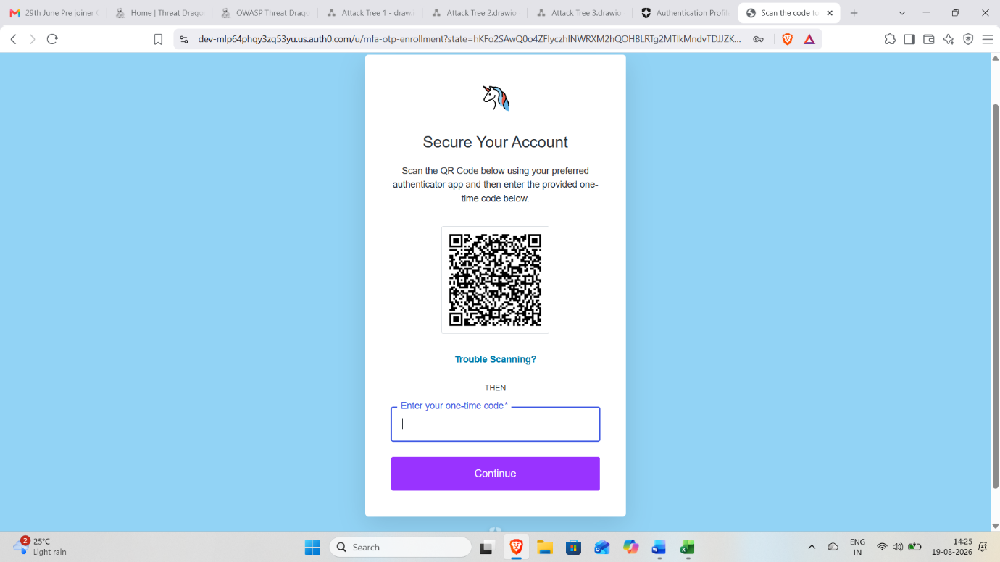 29th June Pre joiner
Home | Threat Drago
OWASP Threat Drago
Attack Tree 1 - draw.
Attack Tree 2.drawio
Attack Tree 3.drawio
Authentication Profile
Scan the code to
dev-mlp64phqy3zq53yu.us.auth0.com/u/mfa-otp-enrollment?state=hKFo2SAwQ0o4ZFIyczhINWRXM2hQOHBLRTg2MTlkMndvTDJJZK...
Secure Your Account
Scan the QR Code below using your preferred
authenticator app and then enter the provided one-
time code below.
Trouble Scanning?
THEN
Enter your one-time code*
Continue
2
25°C
Light rain
Search
ENG
IN
14:25
19-08-2026